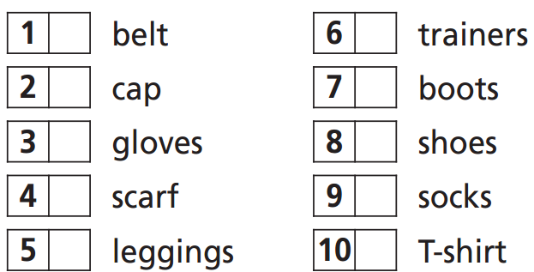 1 belt
2 cap
3 gloves
4 scarf
5 leggings
6 trainers
7 boots
8 shoes
9 socks
10 T-shirt